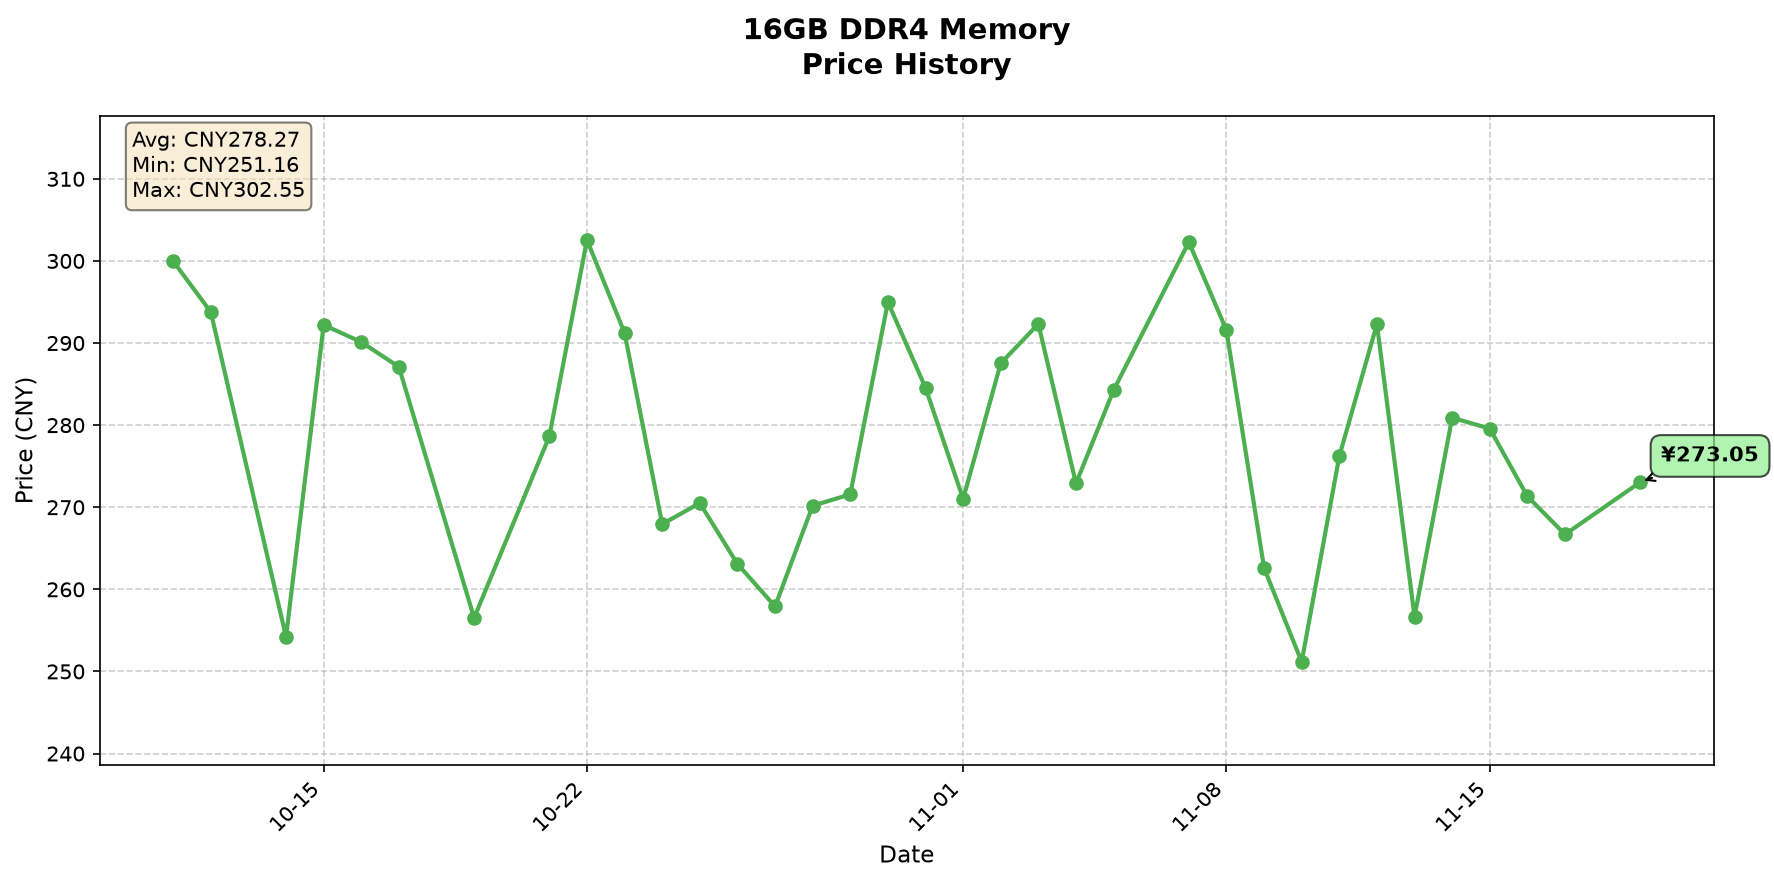 16GB DDR4 Memory
Price History
Avg: CNY278.27
Min: CNY251.16
Max: CNY302.55
310
300
290
280
270
260
250
240
Price (CNY)
¥273.05
10-15
10-22
11-01
11-08
11-15
Date